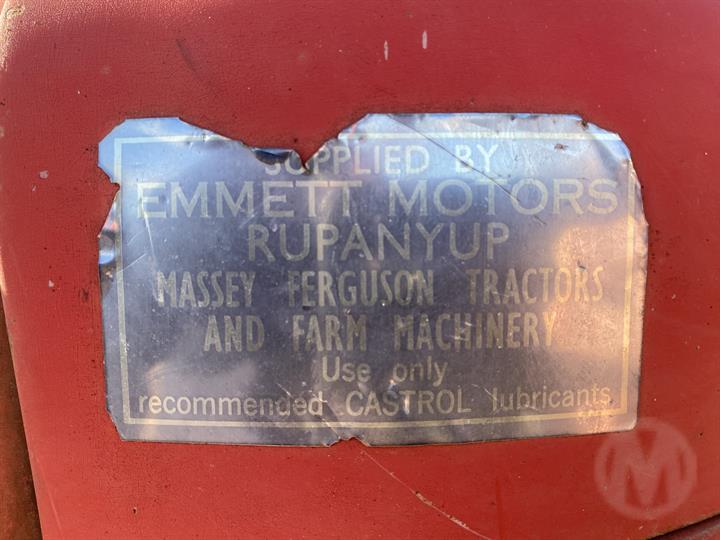 SUPPLIED BY
EMMETT MOTORS
RUPANYUP
MASSEY FERGUSON TRACTORS
AND FARM MACHINERY
Use only
recommended CASTROL lubricants
M